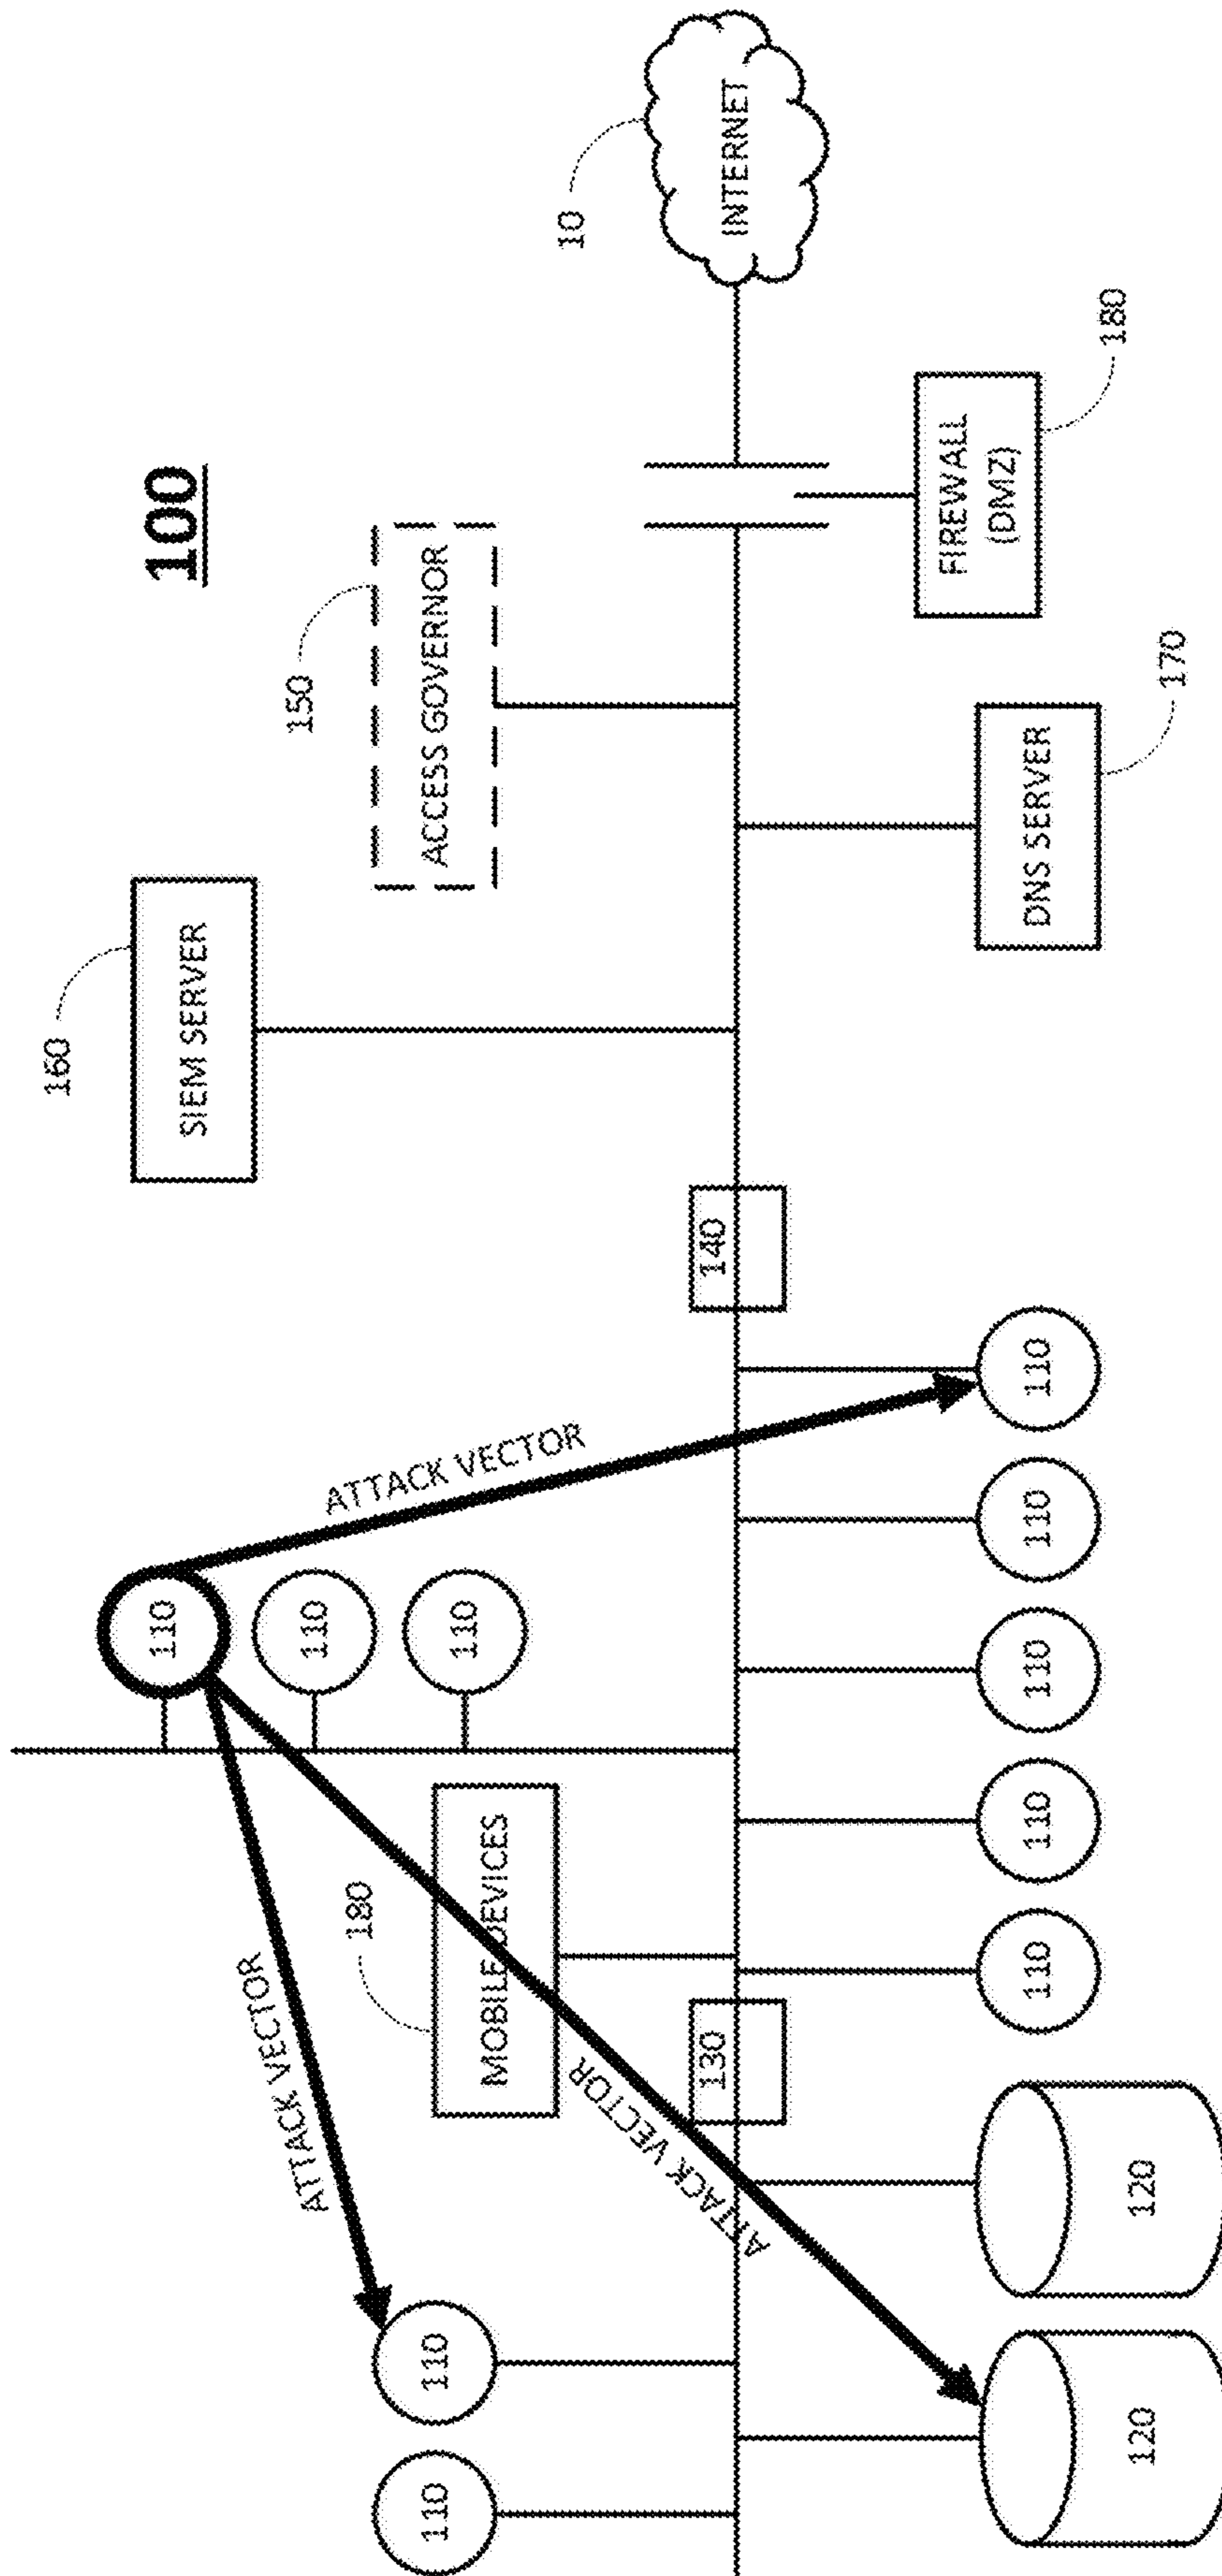 160
100
110
SIEM SERVER
ATTACK VECTOR
150
110
180
ATTACK VECTOR
110
110
110
ACCESS GOVERNOR
MOBILE DEVICES
10
ATTACK VECTOR
130
140
INTERNET
FIREWALL
(DMZ)
110
110
110
110
110
DNS SERVER
180
120
120
170